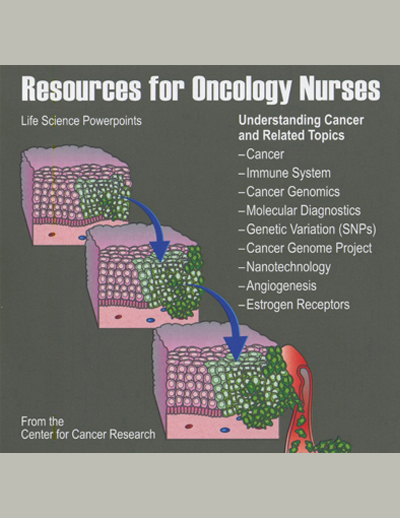 Resources for Oncology Nurses
Life Science Powerpoints
Understanding Cancer
and Related Topics
–Cancer
–Immune System
–Cancer Genomics
–Molecular Diagnostics
–Genetic Variation (SNPs)
–Cancer Genome Project
–Nanotechnology
–Angiogenesis
–Estrogen Receptors
From the
Center for Cancer Research